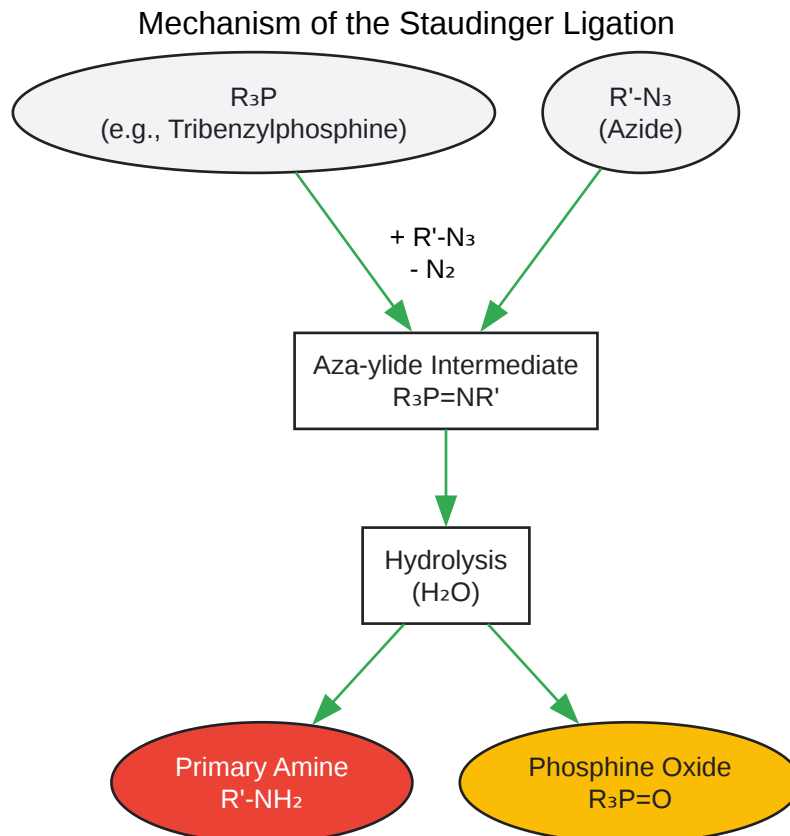 Mechanism of the Staudinger Ligation
R₃P
(e.g., Tribenzylphosphine)
R'-N₃
(Azide)
+ R'-N₃
- N₂
Aza-ylide Intermediate
R₃P=NR'
Hydrolysis
(H₂O)
Primary Amine
R'-NH₂
Phosphine Oxide
R₃P=O